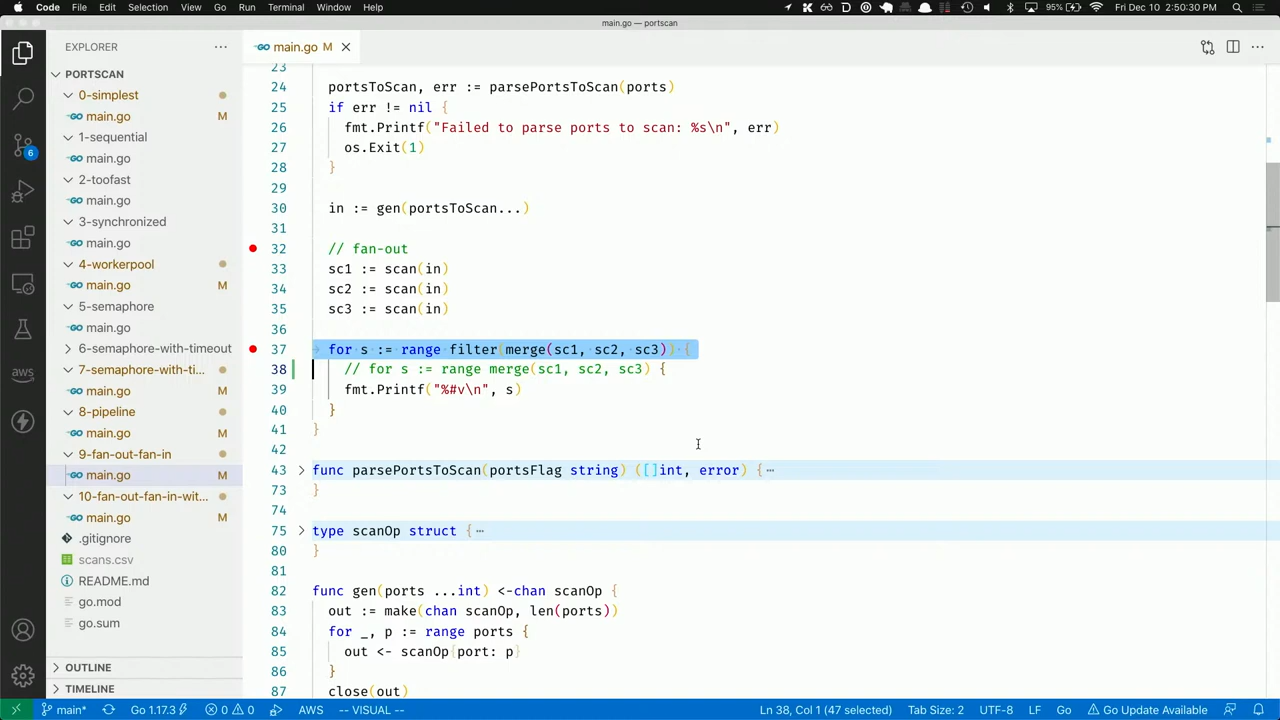 Code File Edit Selection View Go Run Terminal Window Help
95% Fri Dec 10 2:50:30 PM
main.go — portscan
EXPLORER
PORTSCAN
0-simplest
main.go M
1-sequential
main.go
2-toofast
main.go
3-synchronized
main.go
4-workerpool
main.go M
5-semaphore
main.go
6-semaphore-with-timeout
7-semaphore-with-ti...
main.go M
8-pipeline
main.go M
9-fan-out-fan-in
main.go M
10-fan-out-fan-in-wit...
main.go M
.gitignore
scans.csv
README.md
go.mod
go.sum
OUTLINE
TIMELINE
6
aws
main.go M
23
24 portsToScan, err := parsePortsToScan(ports)
25 if err != nil {
26 fmt.Printf("Failed to parse ports to scan: %s\n", err)
27 os.Exit(1)
28 }
29
30 in := gen(portsToScan...)
31
32 // fan-out
33 sc1 := scan(in)
34 sc2 := scan(in)
35 sc3 := scan(in)
36
37 for s := range filter(merge(sc1, sc2, sc3)) {
38 // for s := range merge(sc1, sc2, sc3) {
39 fmt.Printf("%#v\n", s)
40 }
41 }
42
43 func parsePortsToScan(portsFlag string) ([]int, error) { ⋯
73 }
74
75 type scanOp struct { ⋯
80 }
81
82 func gen(ports ...int) <-chan scanOp {
83 out := make(chan scanOp, len(ports))
84 for _, p := range ports {
85 out <- scanOp{port: p}
86 }
87 close(out)
main* Go 1.17.3 0 0 AWS -- VISUAL -- Ln 38, Col 1 (47 selected) Tab Size: 2 UTF-8 LF Go Go Update Available